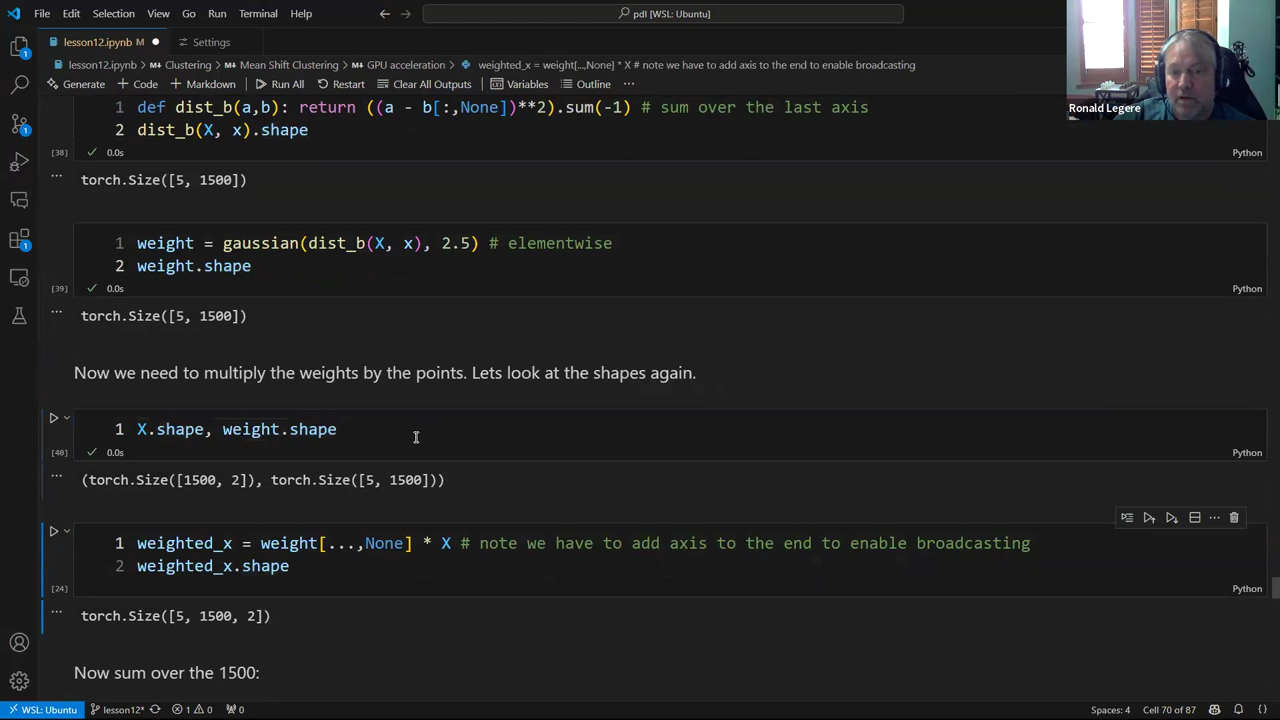 File Edit Selection View Go Run Terminal Help
pdl [WSL: Ubuntu]
lesson12.ipynb M
Settings
lesson12.ipynb > Clustering > Mean Shift Clustering > GPU acceleration weighted_x = weight[...,None] * X # note we have to add axis to the end to enable broadcasting
Generate + Code + Markdown Run All Restart Clear All Outputs Variables Outline ...
1 def dist_b(a,b): return ((a - b[:,None])**2).sum(-1) # sum over the last axis
2 dist_b(X, x).shape
[38] 0.0s Python
... torch.Size([5, 1500])
1 weight = gaussian(dist_b(X, x), 2.5) # elementwise
2 weight.shape
[39] 0.0s Python
... torch.Size([5, 1500])
Now we need to multiply the weights by the points. Lets look at the shapes again.
1 X.shape, weight.shape
[40] 0.0s Python
... (torch.Size([1500, 2]), torch.Size([5, 1500]))
1 weighted_x = weight[...,None] * X # note we have to add axis to the end to enable broadcasting
2 weighted_x.shape
[24] Python
... torch.Size([5, 1500, 2])
Now sum over the 1500:
WSL: Ubuntu lesson12* 1 0 0 Spaces: 4 Cell 70 of 87
Ronald Legere
1
1
1